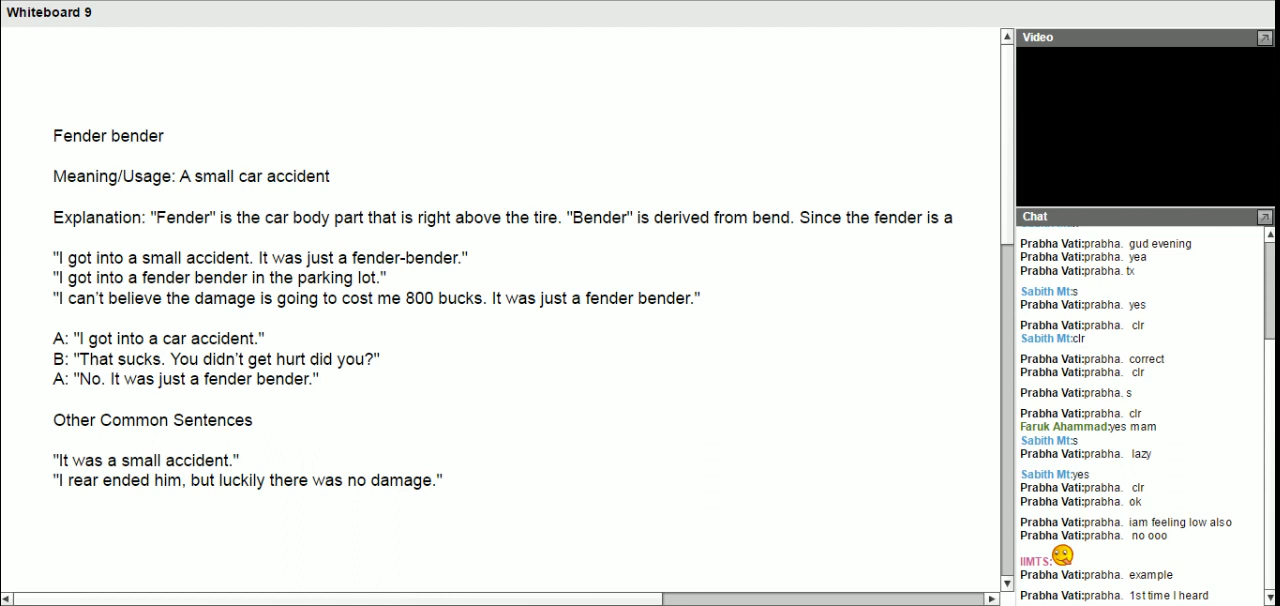 Whiteboard 9
Fender bender
Meaning/Usage: A small car accident
Explanation: "Fender" is the car body part that is right above the tire. "Bender" is derived from bend. Since the fender is a
"I got into a small accident. It was just a fender-bender."
"I got into a fender bender in the parking lot."
"I can't believe the damage is going to cost me 800 bucks. It was just a fender bender."
A: "I got into a car accident."
B: "That sucks. You didn't get hurt did you?"
A: "No. It was just a fender bender."
Other Common Sentences
"It was a small accident."
"I rear ended him, but luckily there was no damage."
Video
Chat
Prabha Vati:prabha. gud evening
Prabha Vati:prabha. yea
Prabha Vati:prabha. tx
Sabith Mt:s
Prabha Vati:prabha. yes
Prabha Vati:prabha. clr
Sabith Mt:clr
Prabha Vati:prabha. correct
Prabha Vati:prabha. clr
Prabha Vati:prabha. s
Prabha Vati:prabha. clr
Faruk Ahammad:yes mam
Sabith Mt:s
Prabha Vati:prabha. lazy
Sabith Mt:yes
Prabha Vati:prabha. clr
Prabha Vati:prabha. ok
Prabha Vati:prabha. iam feeling low also
Prabha Vati:prabha. no ooo
IIMTS:
Prabha Vati:prabha. example
Prabha Vati:prabha. 1st time I heard